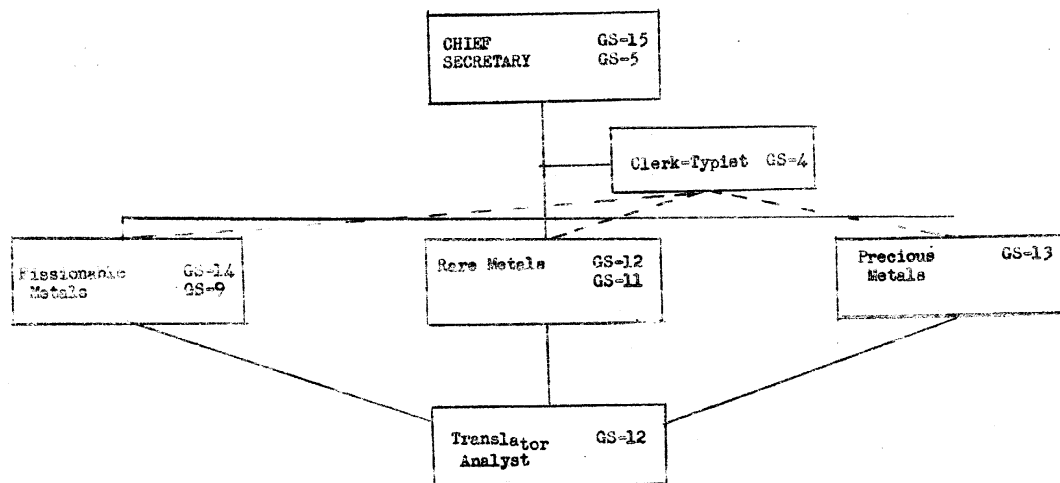 CHIEF GS=15
SECRETARY GS=5
Clerk=Typist GS=4
Fissionable GS=14
Metals GS=9
Rare Metals GS=12
GS=11
Precious GS=13
Metals
Translator GS=12
Analyst